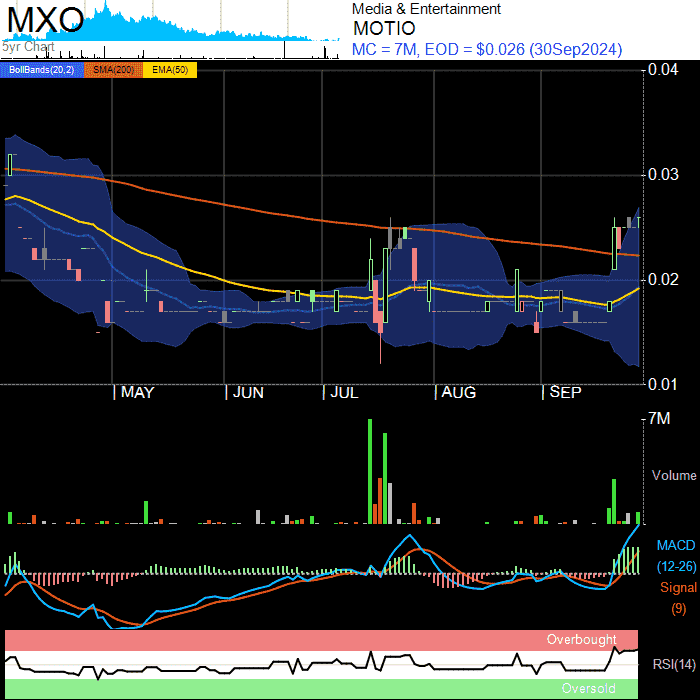 MXO
5yr Chart
Media & Entertainment
MOTIO
MC = 7M, EOD = $0.026 (30Sep2024)
BollBands(20,2) SMA(200) EMA(50)
0.04
0.03
0.02
0.01
MAY JUN JUL AUG SEP
7M
Volume
MACD
(12-26)
Signal
(9)
Overbought
RSI(14)
Oversold